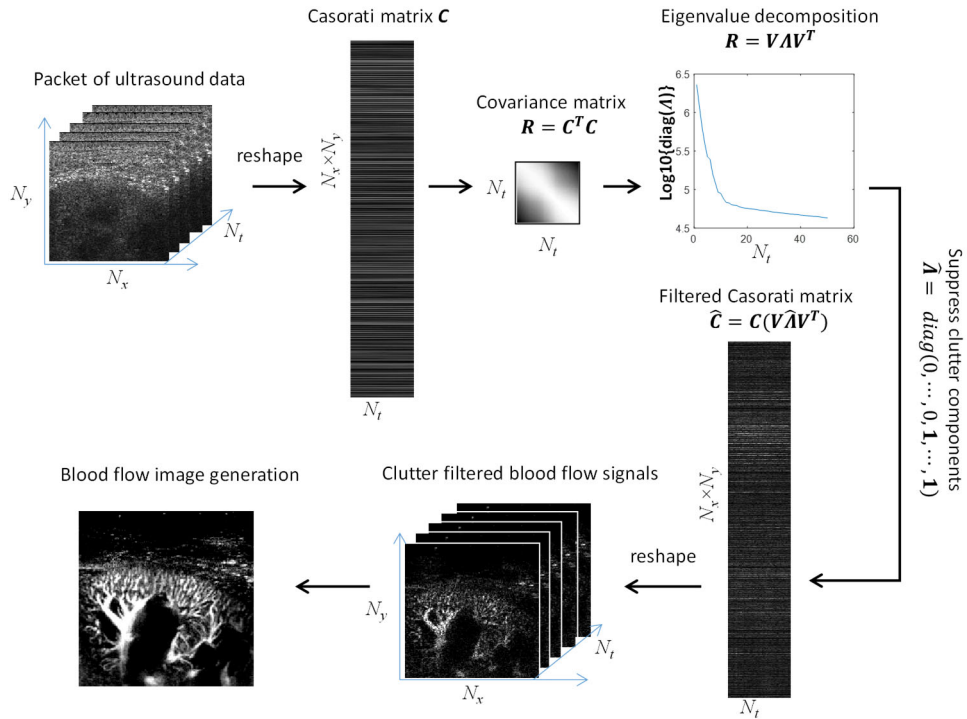 Casorati matrix C
Eigenvalue decomposition
R = VΛV^T
Packet of ultrasound data
Covariance matrix
R = C^T C
N_y
N_x
N_t
reshape
N_x×N_y
N_t
N_t
N_t
Log10{diag(Λ)}
6.5
6
5.5
5
4.5
0
20
40
60
N_t
Suppress clutter components
Λ̂ = diag(0, ⋯, 0, 1, ⋯, 1)
Filtered Casorati matrix
Ĉ = C(VΛ̂V^T)
N_x×N_y
N_t
reshape
Clutter filtered blood flow signals
N_y
N_x
N_t
Blood flow image generation